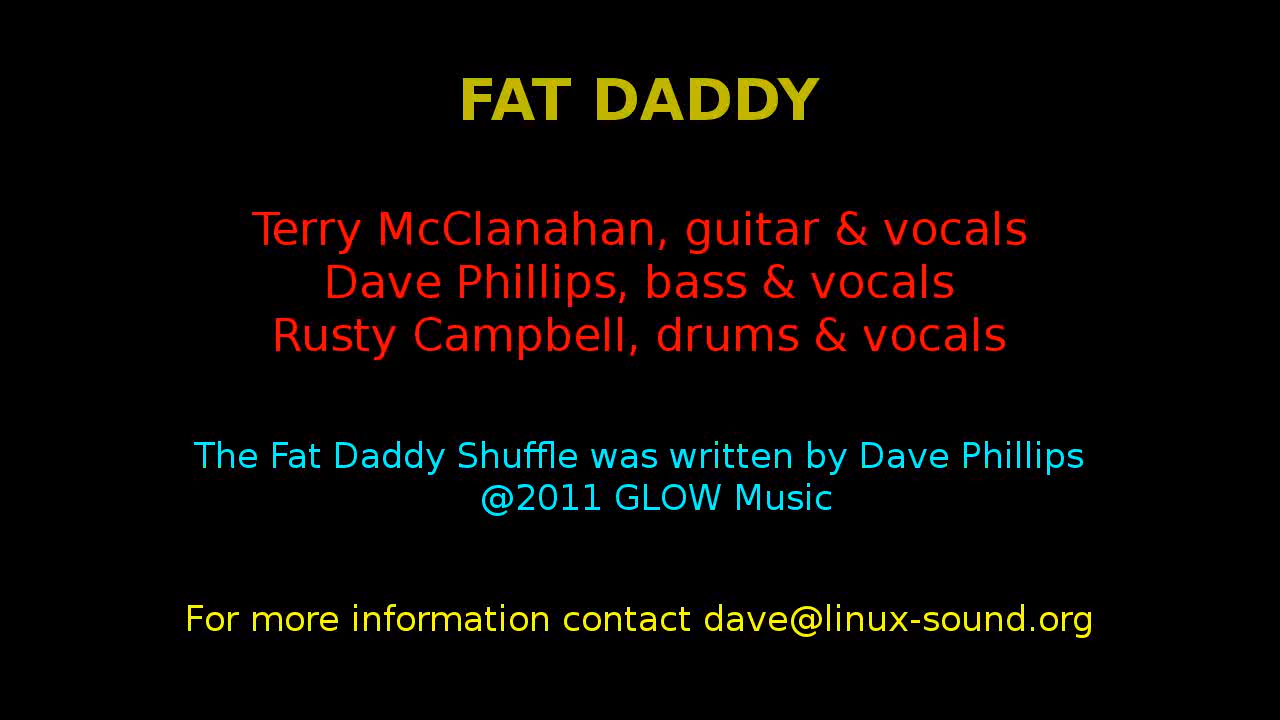 FAT DADDY
Terry McClanahan, guitar & vocals
Dave Phillips, bass & vocals
Rusty Campbell, drums & vocals
The Fat Daddy Shuffle was written by Dave Phillips
@2011 GLOW Music
For more information contact dave@linux-sound.org